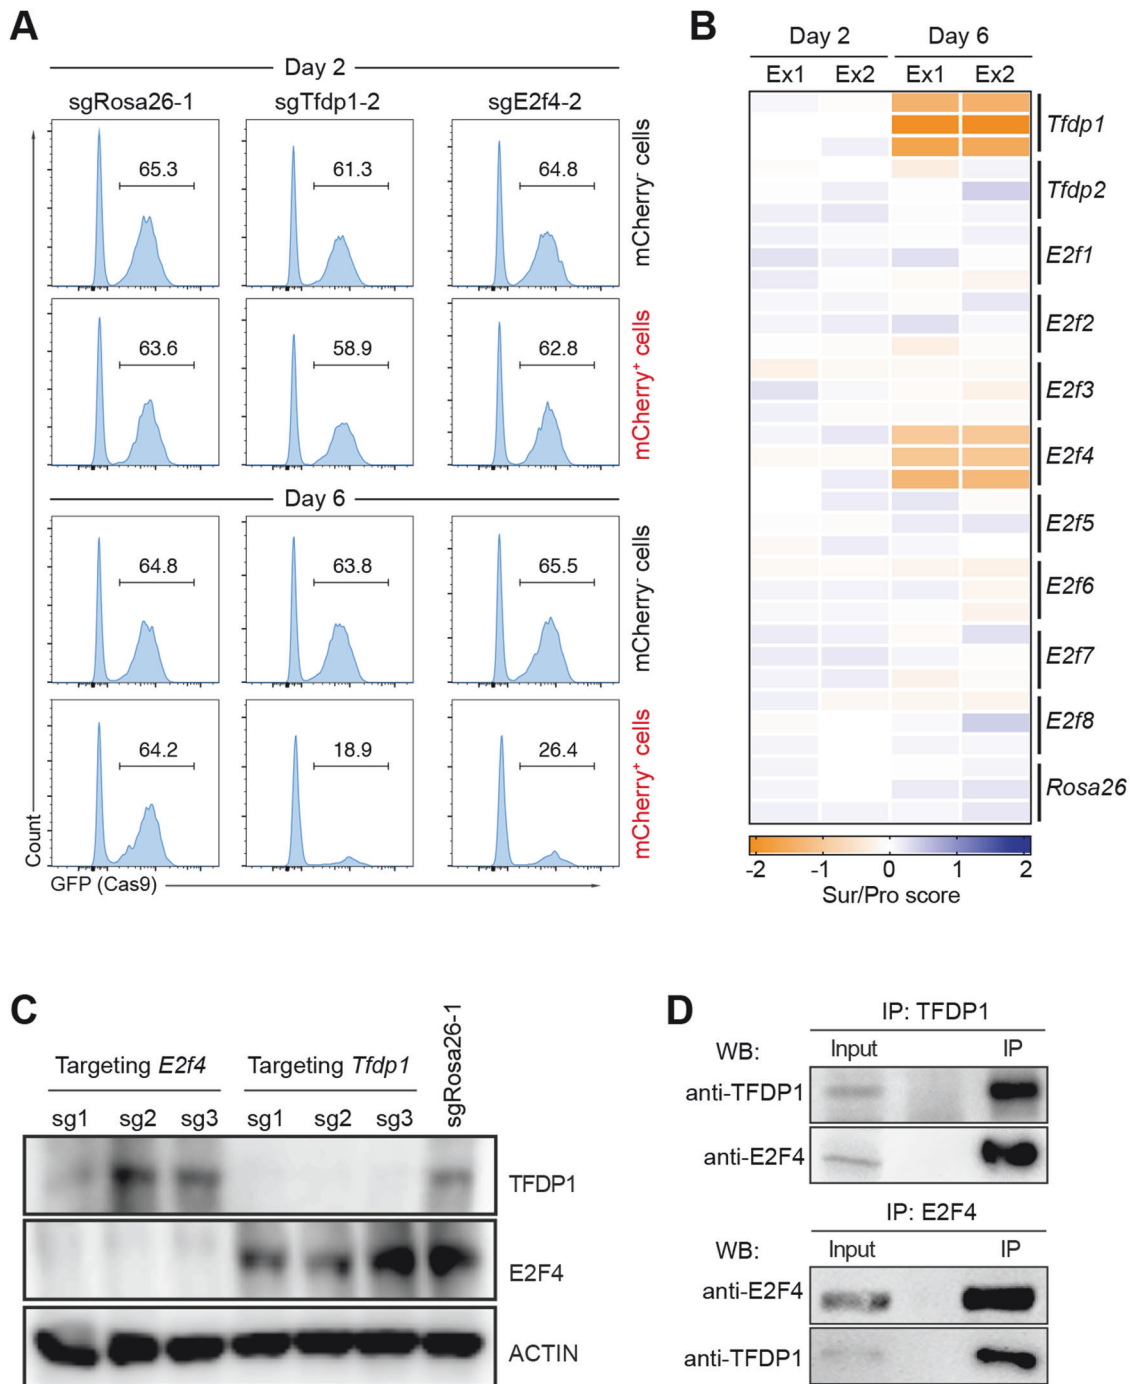 A
Day 2
sgRosa26-1 sgTfdp1-2 sgE2f4-2
65.3 61.3 64.8
mCherry⁻ cells
63.6 58.9 62.8
mCherry⁺ cells
Day 6
64.8 63.8 65.5
mCherry⁻ cells
64.2 18.9 26.4
mCherry⁺ cells
Count
GFP (Cas9)
B
Day 2 Day 6
Ex1 Ex2 Ex1 Ex2
Tfdp1
Tfdp2
E2f1
E2f2
E2f3
E2f4
E2f5
E2f6
E2f7
E2f8
Rosa26
-2 -1 0 1 2
Sur/Pro score
C
Targeting E2f4 Targeting Tfdp1 sgRosa26-1
sg1 sg2 sg3 sg1 sg2 sg3
TFDP1
E2F4
ACTIN
D
IP: TFDP1
WB: Input IP
anti-TFDP1
anti-E2F4
IP: E2F4
WB: Input IP
anti-E2F4
anti-TFDP1